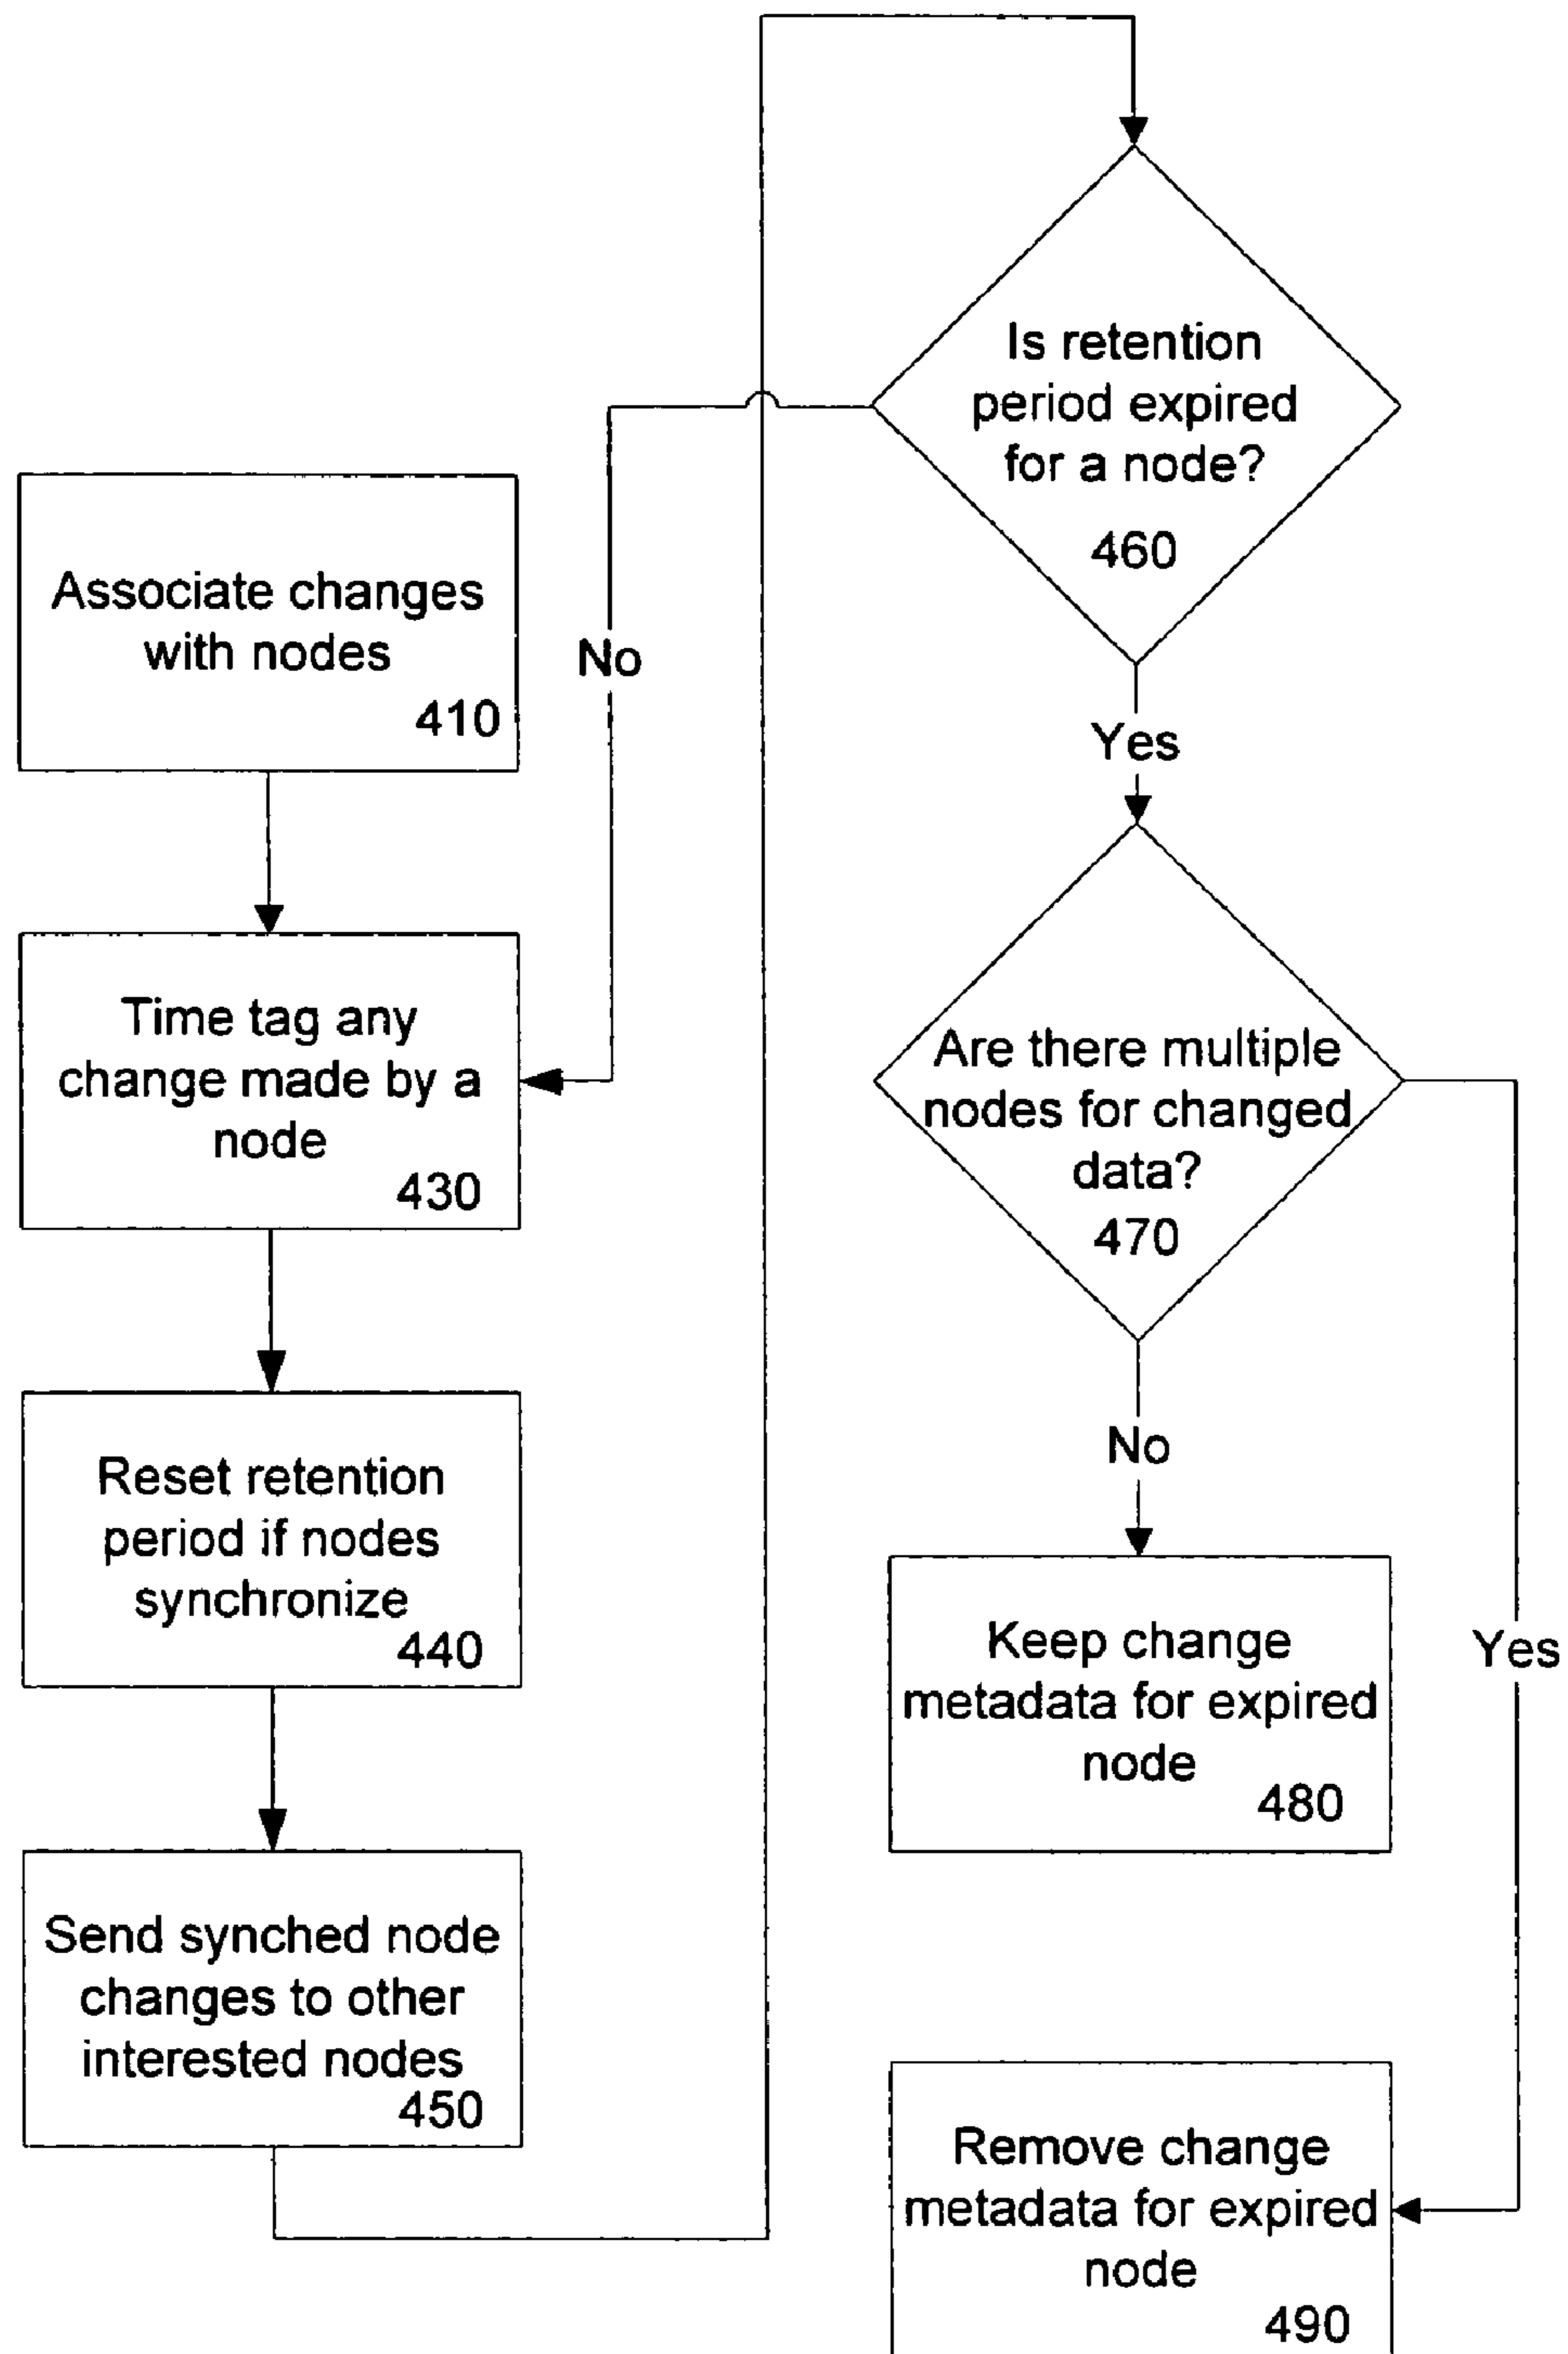 Associate changes
with nodes
410
Time tag any
change made by a
node
430
Reset retention
period if nodes
synchronize
440
Send synched node
changes to other
interested nodes
450
Is retention
period expired
for a node?
460
No
Yes
Are there multiple
nodes for changed
data?
470
No
Yes
Keep change
metadata for expired
node
480
Remove change
metadata for expired
node
490